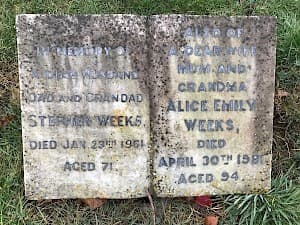 IN MEMORY OF
A DEAR HUSBAND
DAD AND GRANDAD
STEPHEN WEEKS,
DIED JAN. 23RD 1961
AGED 71.
ALSO OF
A DEAR WIFE
MUM AND
GRANDMA
ALICE EMILY
WEEKS,
DIED
APRIL 30TH 1981
AGED 94.